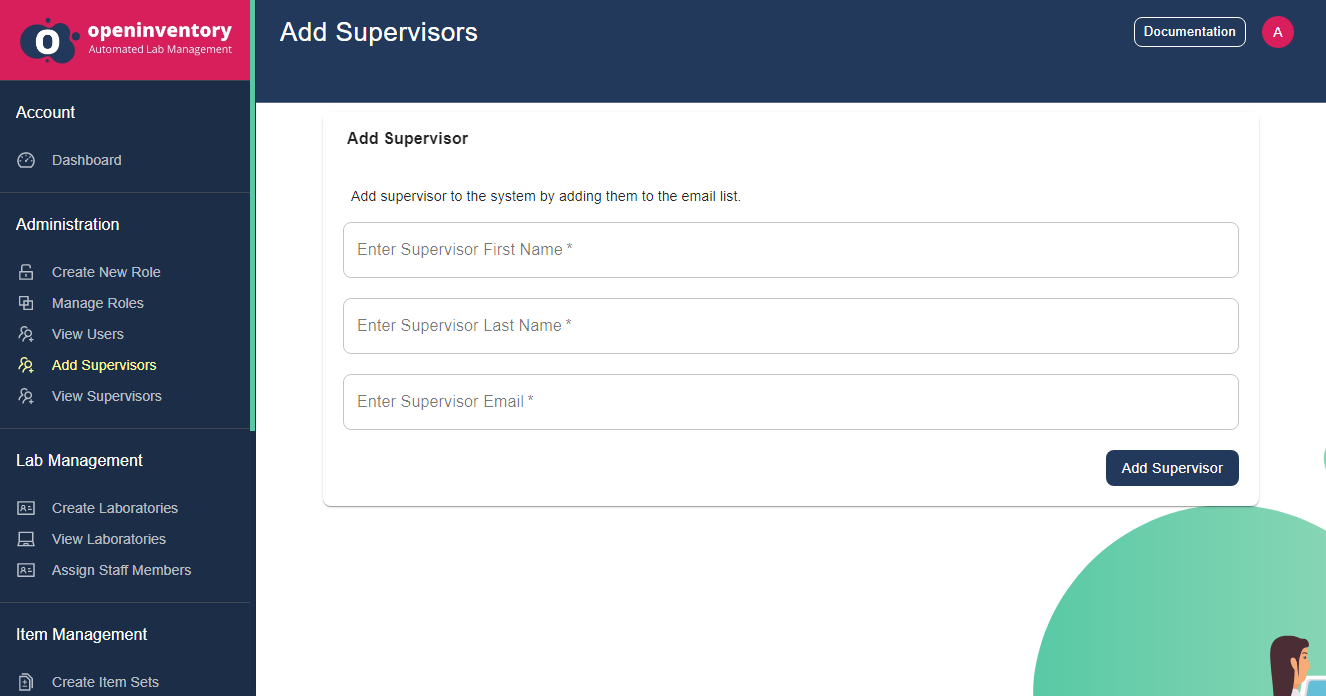 openinventory
Automated Lab Management
Add Supervisors
Documentation
A
Account
Dashboard
Administration
Create New Role
Manage Roles
View Users
Add Supervisors
View Supervisors
Lab Management
Create Laboratories
View Laboratories
Assign Staff Members
Item Management
Create Item Sets
Add Supervisor
Add supervisor to the system by adding them to the email list.
Enter Supervisor First Name *
Enter Supervisor Last Name *
Enter Supervisor Email *
Add Supervisor